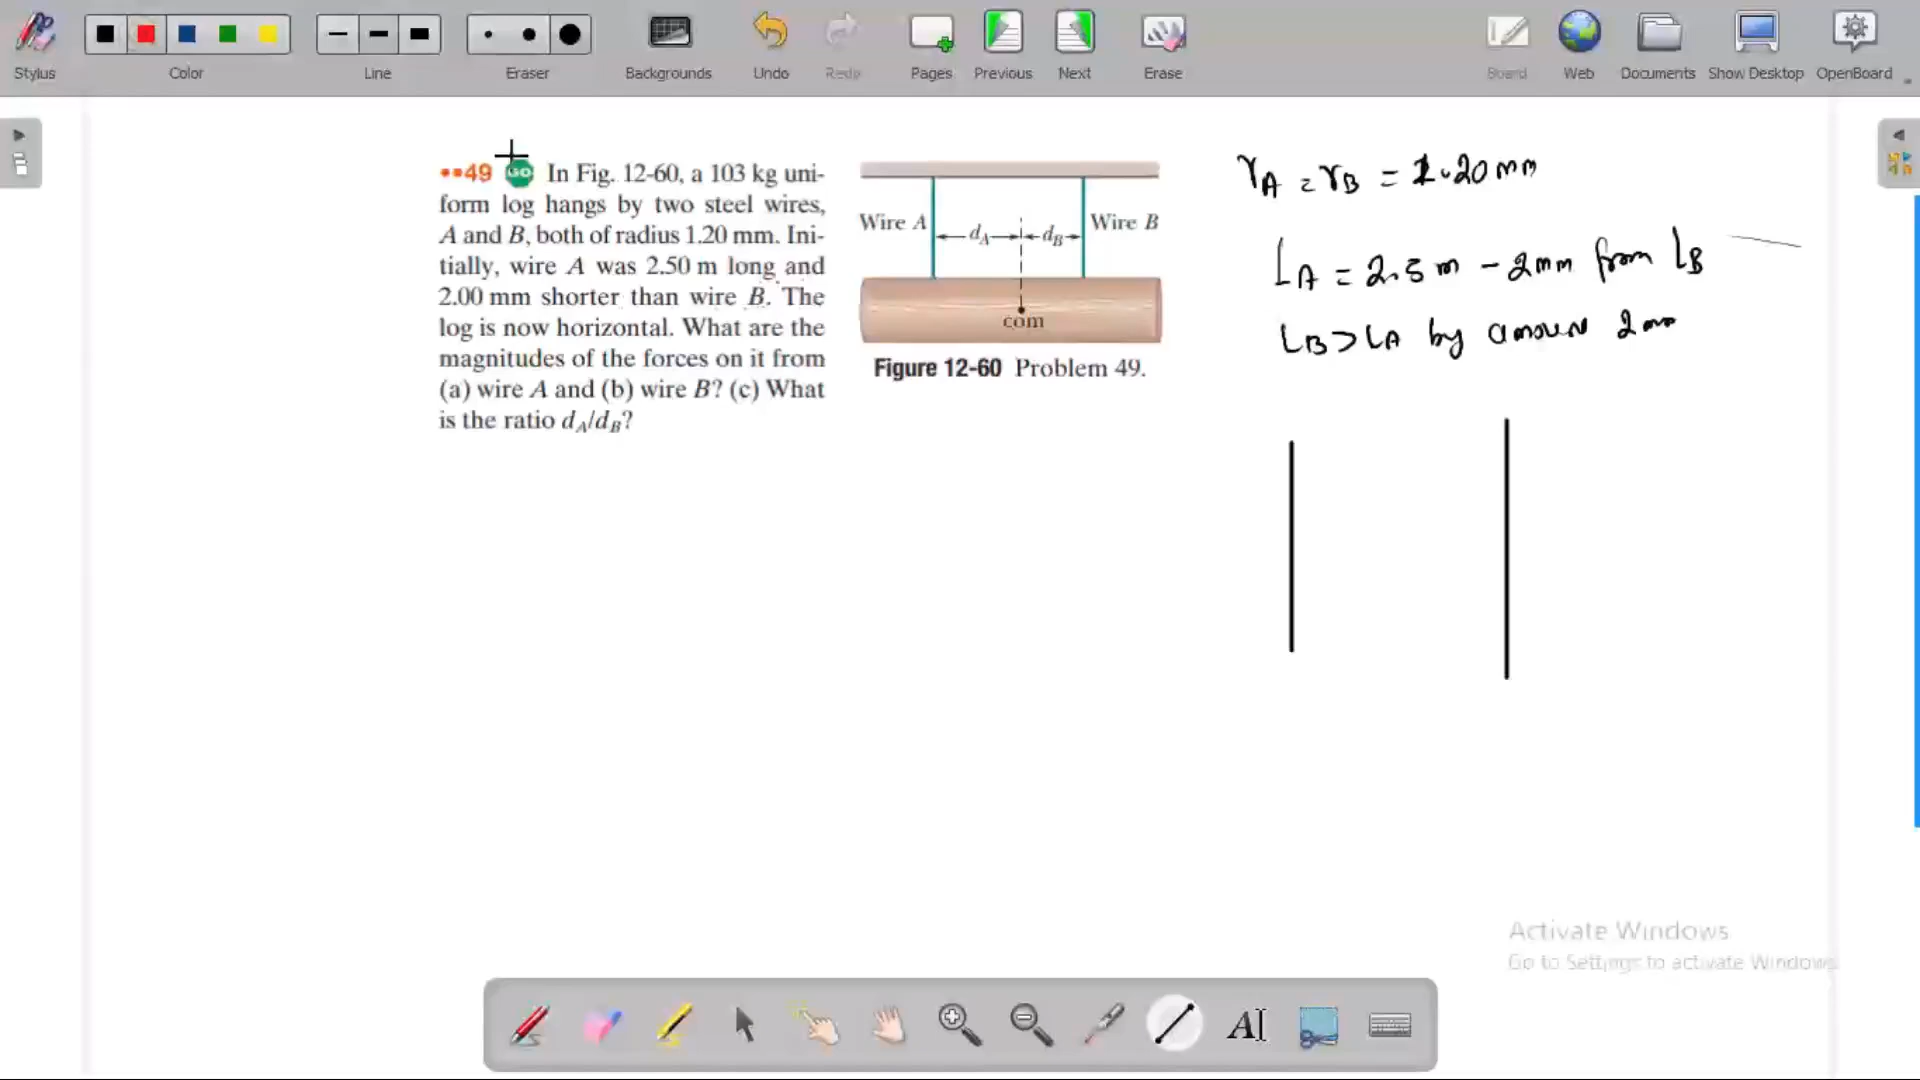 Stylus
Color
Line
Eraser
Backgrounds
Undo
Redo
Pages
Previous
Next
Erase
Board
Web
Documents
Show Desktop
OpenBoard
••49 GO In Fig. 12-60, a 103 kg uni-
form log hangs by two steel wires,
A and B, both of radius 1.20 mm. Ini-
tially, wire A was 2.50 m long and
2.00 mm shorter than wire B. The
log is now horizontal. What are the
magnitudes of the forces on it from
(a) wire A and (b) wire B? (c) What
is the ratio dA/dB?
Wire A
dA
dB
Wire B
com
Figure 12-60 Problem 49.
rA = rB = 1.20 mm
LA = 2.5 m - 2mm from LB
LB > LA by amount 2 mm
Activate Windows
Go to Settings to activate Windows
AI